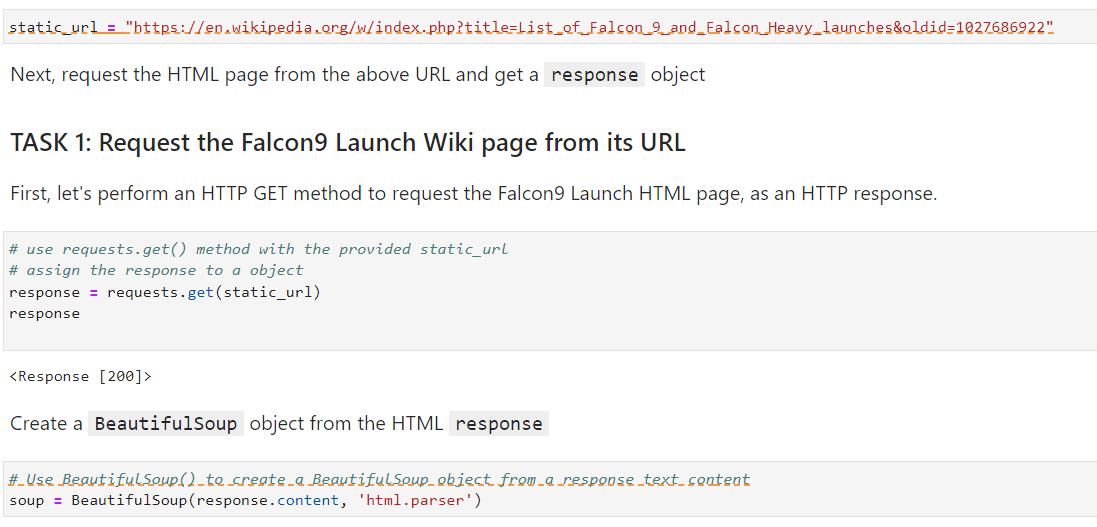 static_url = "https://en.wikipedia.org/w/index.php?title=List_of_Falcon_9_and_Falcon_Heavy_launches&oldid=1027686922"
Next, request the HTML page from the above URL and get a response object
TASK 1: Request the Falcon9 Launch Wiki page from its URL
First, let's perform an HTTP GET method to request the Falcon9 Launch HTML page, as an HTTP response.
# use requests.get() method with the provided static_url
# assign the response to a object
response = requests.get(static_url)
response
<Response [200]>
Create a BeautifulSoup object from the HTML response
# Use BeautifulSoup() to create a BeautifulSoup object from a response text content
soup = BeautifulSoup(response.content, 'html.parser')